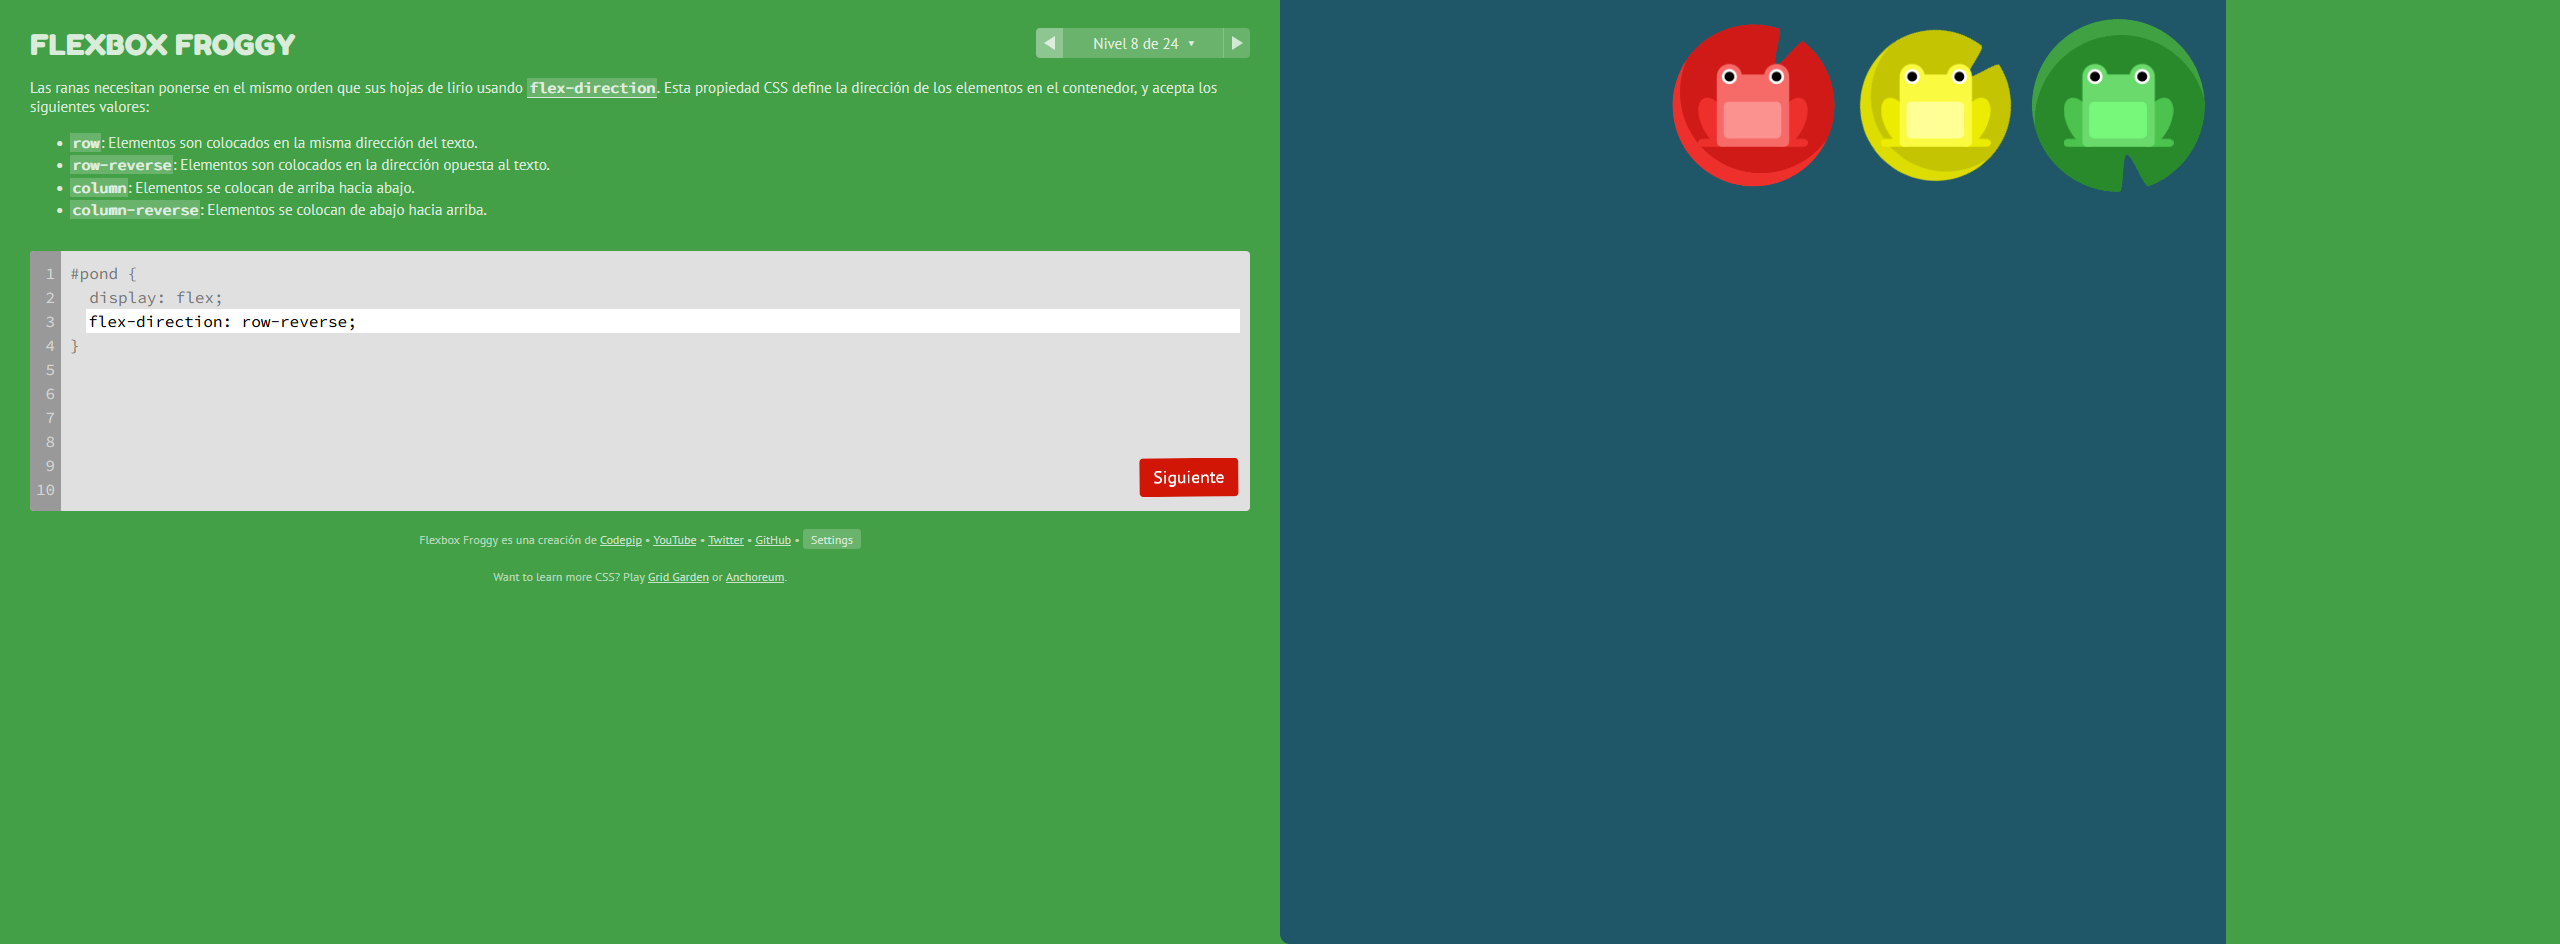 FLEXBOX FROGGY
Nivel 8 de 24 ▼
Las ranas necesitan ponerse en el mismo orden que sus hojas de lirio usando flex-direction. Esta propiedad CSS define la dirección de los elementos en el contenedor, y acepta los
siguientes valores:
• row: Elementos son colocados en la misma dirección del texto.
• row-reverse: Elementos son colocados en la dirección opuesta al texto.
• column: Elementos se colocan de arriba hacia abajo.
• column-reverse: Elementos se colocan de abajo hacia arriba.
1 #pond {
2 display: flex;
3 flex-direction: row-reverse;
4 }
5
6
7
8
9
10
Siguiente
Flexbox Froggy es una creación de Codepip • YouTube • Twitter • GitHub • Settings
Want to learn more CSS? Play Grid Garden or Anchoreum.